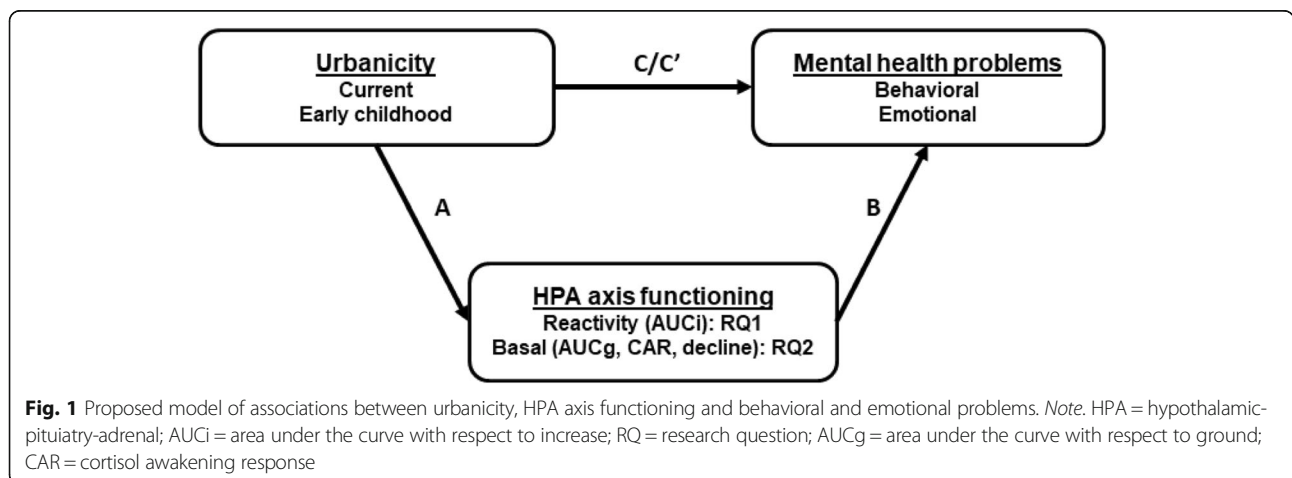 Urbanicity
Current
Early childhood
C/C’
Mental health problems
Behavioral
Emotional
A
B
HPA axis functioning
Reactivity (AUCi): RQ1
Basal (AUCg, CAR, decline): RQ2
Fig. 1 Proposed model of associations between urbanicity, HPA axis functioning and behavioral and emotional problems. Note. HPA = hypothalamic-
pituiatry-adrenal; AUCi = area under the curve with respect to increase; RQ = research question; AUCg = area under the curve with respect to ground;
CAR = cortisol awakening response